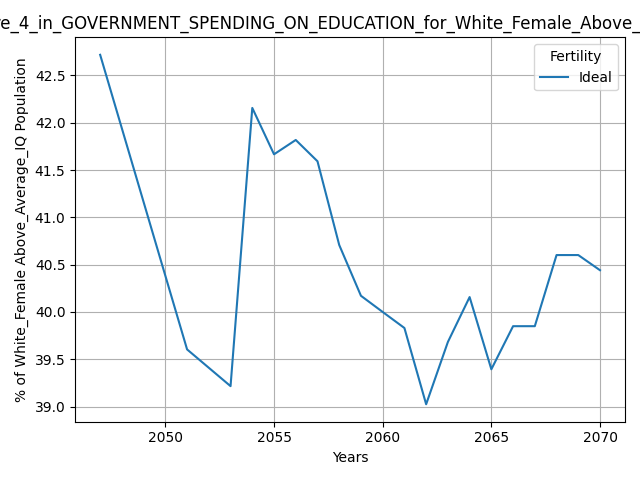 e_4_in_GOVERNMENT_SPENDING_ON_EDUCATION_for_White_Female_Above_
Fertility
Ideal
% of White_Female Above_Average_IQ Population
42.5
42.0
41.5
41.0
40.5
40.0
39.5
39.0
2050 2055 2060 2065 2070
Years